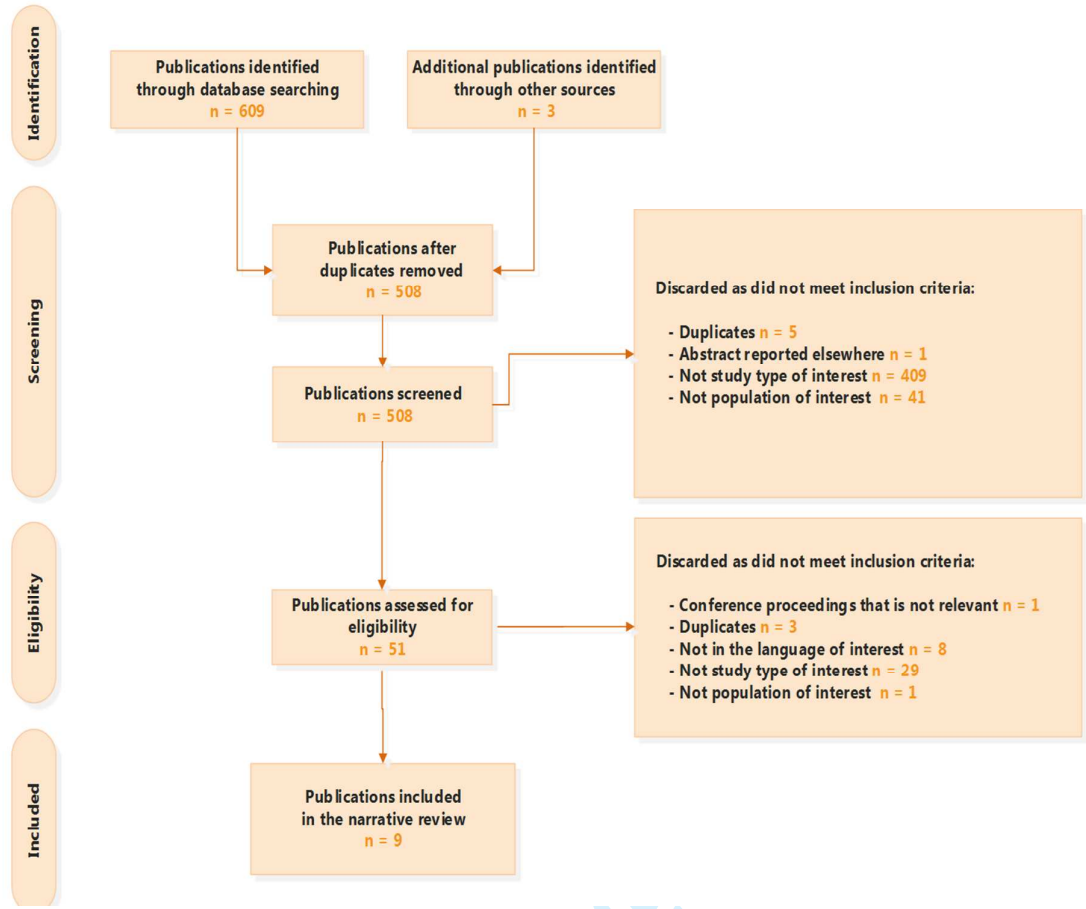 Identification
Publications identified
through database searching
n = 609
Additional publications identified
through other sources
n = 3
Screening
Publications after
duplicates removed
n = 508
Publications screened
n = 508
Discarded as did not meet inclusion criteria:
- Duplicates n = 5
- Abstract reported elsewhere n = 1
- Not study type of interest n = 409
- Not population of interest n = 41
Eligibility
Publications assessed for
eligibility
n = 51
Discarded as did not meet inclusion criteria:
- Conference proceedings that is not relevant n = 1
- Duplicates n = 3
- Not in the language of interest n = 8
- Not study type of interest n = 29
- Not population of interest n = 1
Included
Publications included
in the narrative review
n = 9